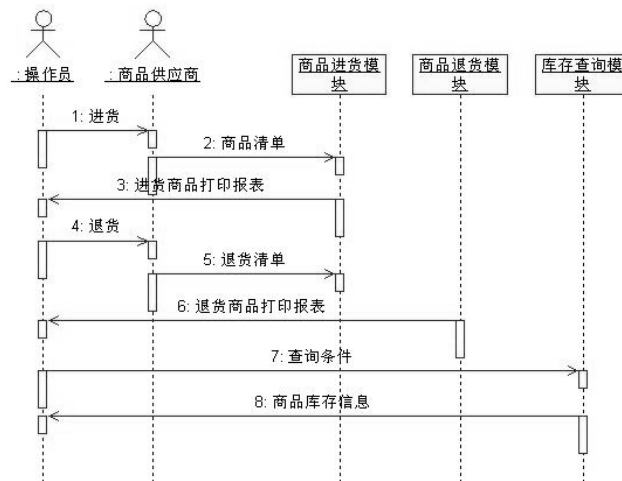 : 操作员
: 商品供应商
商品进货模
块
商品退货模
块
库存查询模
块
1: 进货
2: 商品清单
3: 进货商品打印报表
4: 退货
5: 退货清单
6: 退货商品打印报表
7: 查询条件
8: 商品库存信息